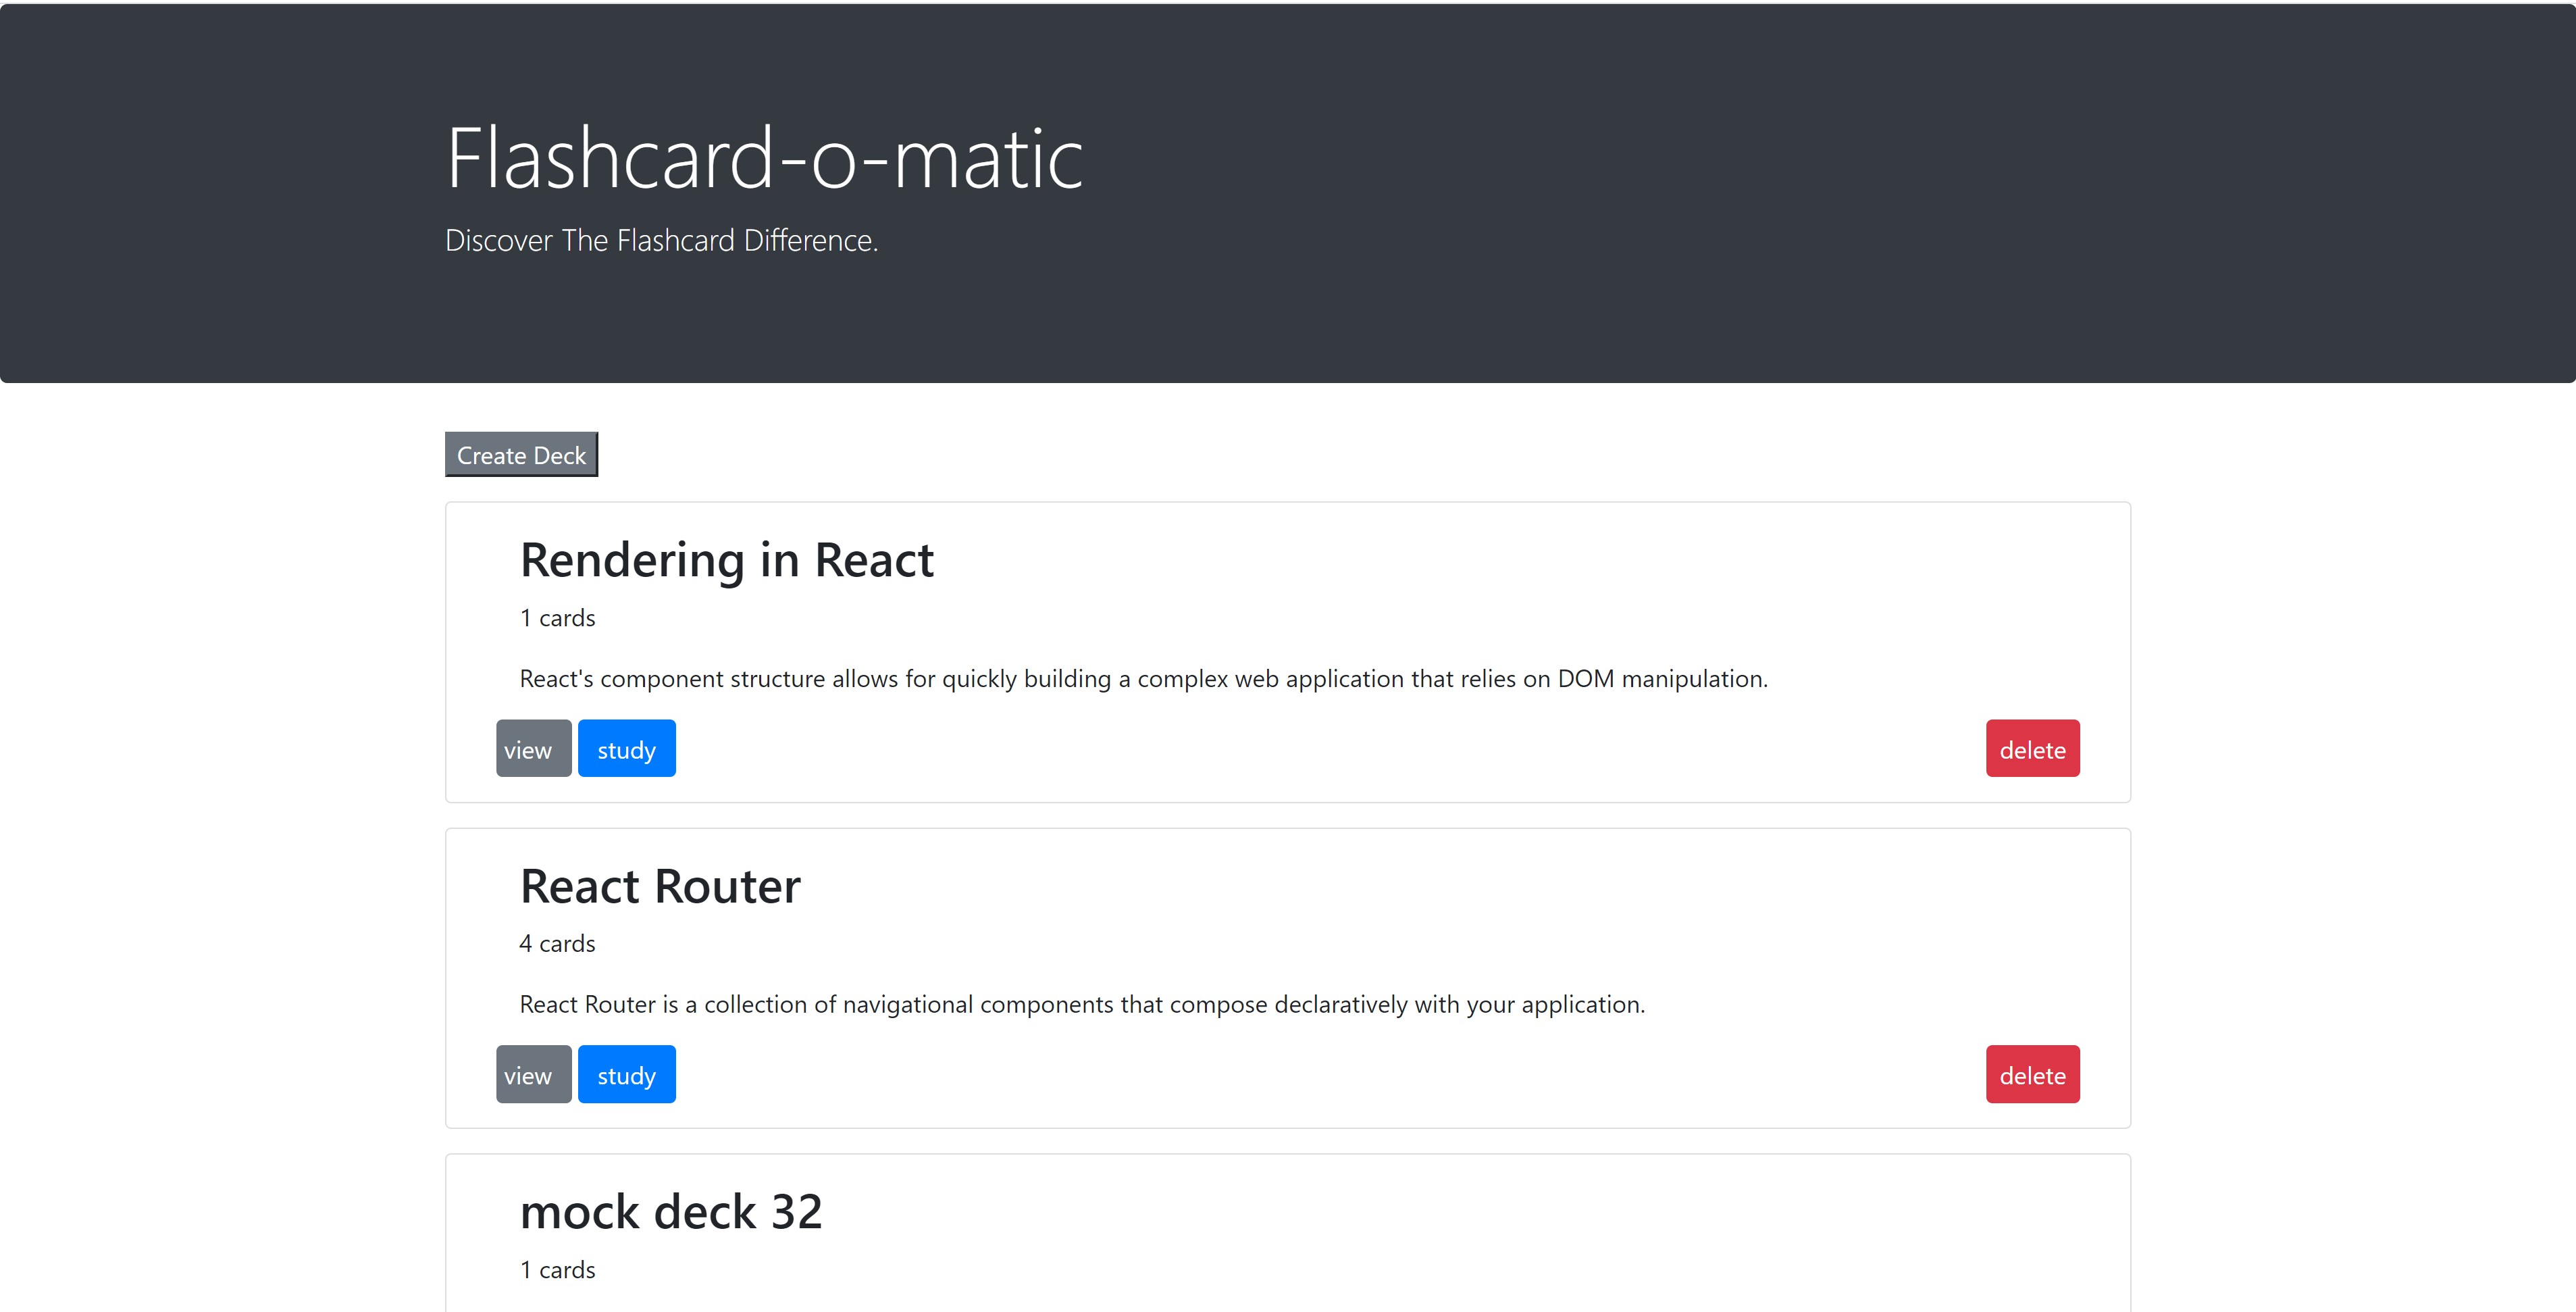 Flashcard-o-matic
Discover The Flashcard Difference.
Create Deck
Rendering in React
1 cards
React's component structure allows for quickly building a complex web application that relies on DOM manipulation.
view study delete
React Router
4 cards
React Router is a collection of navigational components that compose declaratively with your application.
view study delete
mock deck 32
1 cards